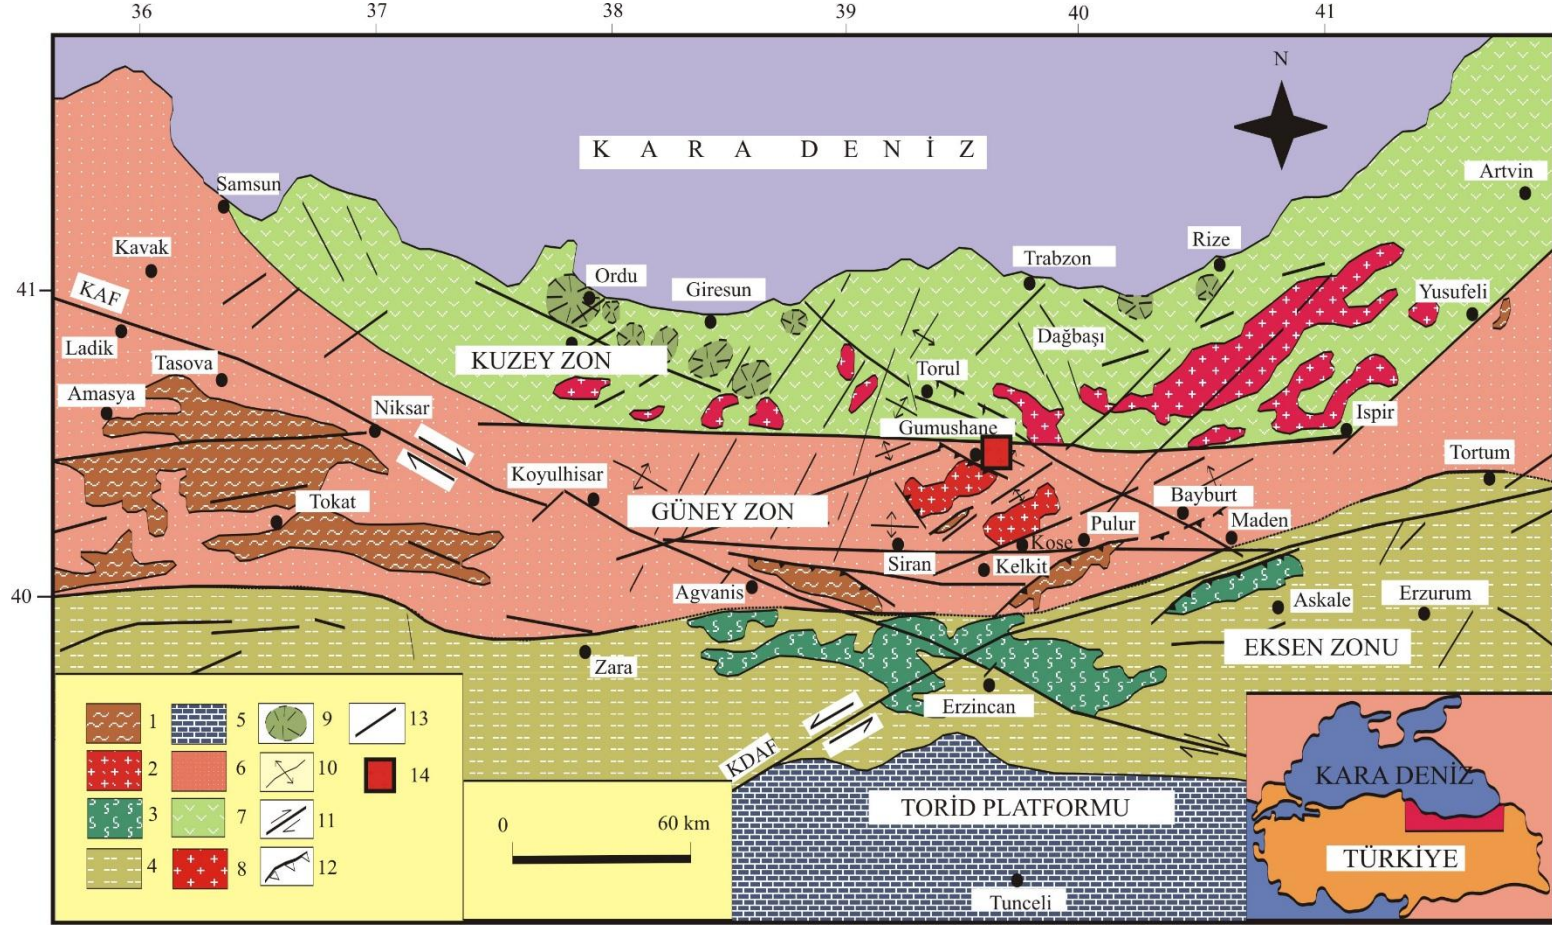 36 37 38 39 40 41
N
K A R A D E N İ Z
Artvin
Samsun
Rize
Kavak
Trabzon
Ordu
41
KAF
Giresun
Yusufeli
Ladik
Dağbaşı
Tasova
KUZEY ZON
Torul
Amasya
Niksar
Ispir
Gumushane
Tortum
Koyulhisar
Bayburt
Tokat
GÜNEY ZON
Pulur
Maden
Kose
Siran
Kelkit
40
Agvanis
Askale
Erzurum
EKSEN ZONU
Zara
Erzincan
KDAF
1 5 9 13
2 6 10 14
3 7 11
4 8 12
0 60 km
TORİD PLATFORMU
Tunceli
KARA DENİZ
TÜRKİYE